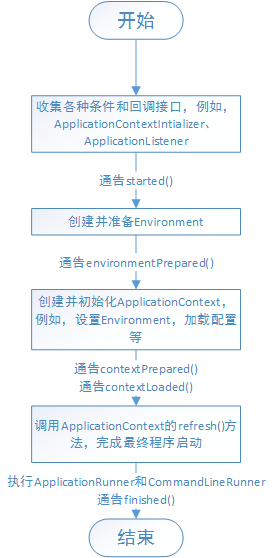 开始
收集各种条件和回调接口，例如，
ApplicationContextIntializer、
ApplicationListener
通告started()
创建并准备Environment
通告environmentPrepared()
创建并初始化ApplicationContext，
例如，设置Environment，加载配置
等
通告contextPrepared()
通告contextLoaded()
调用ApplicationContext的refresh()方
法，完成最终程序启动
执行ApplicationRunner和CommandLineRunner
通告finished()
结束